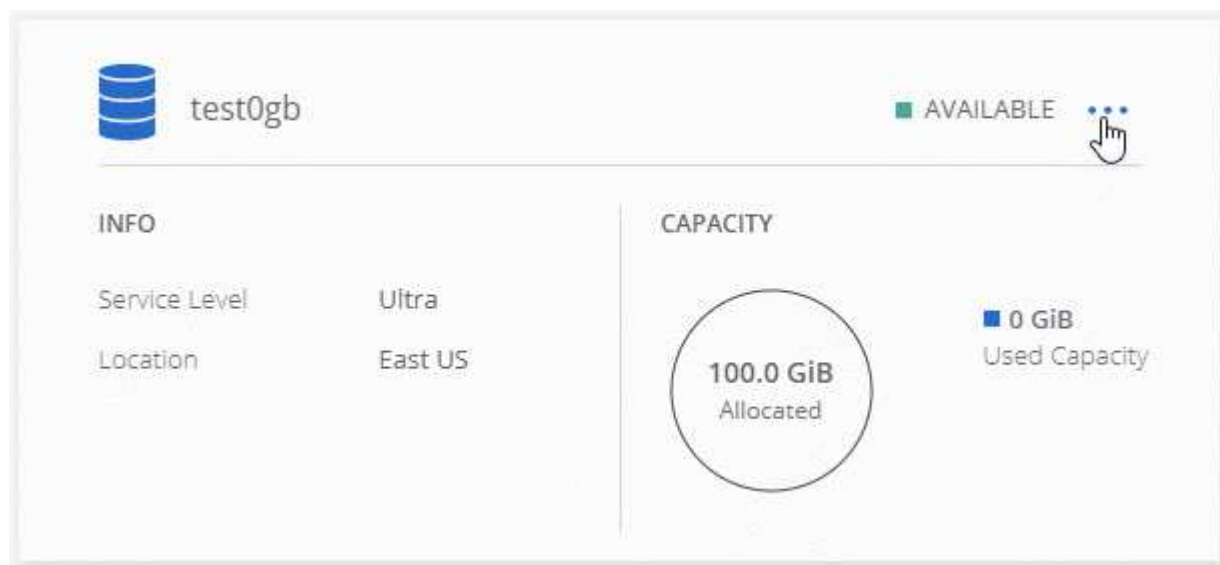 test0gb
AVAILABLE
INFO
Service Level Ultra
Location East US
CAPACITY
100.0 GiB
Allocated
0 GiB
Used Capacity